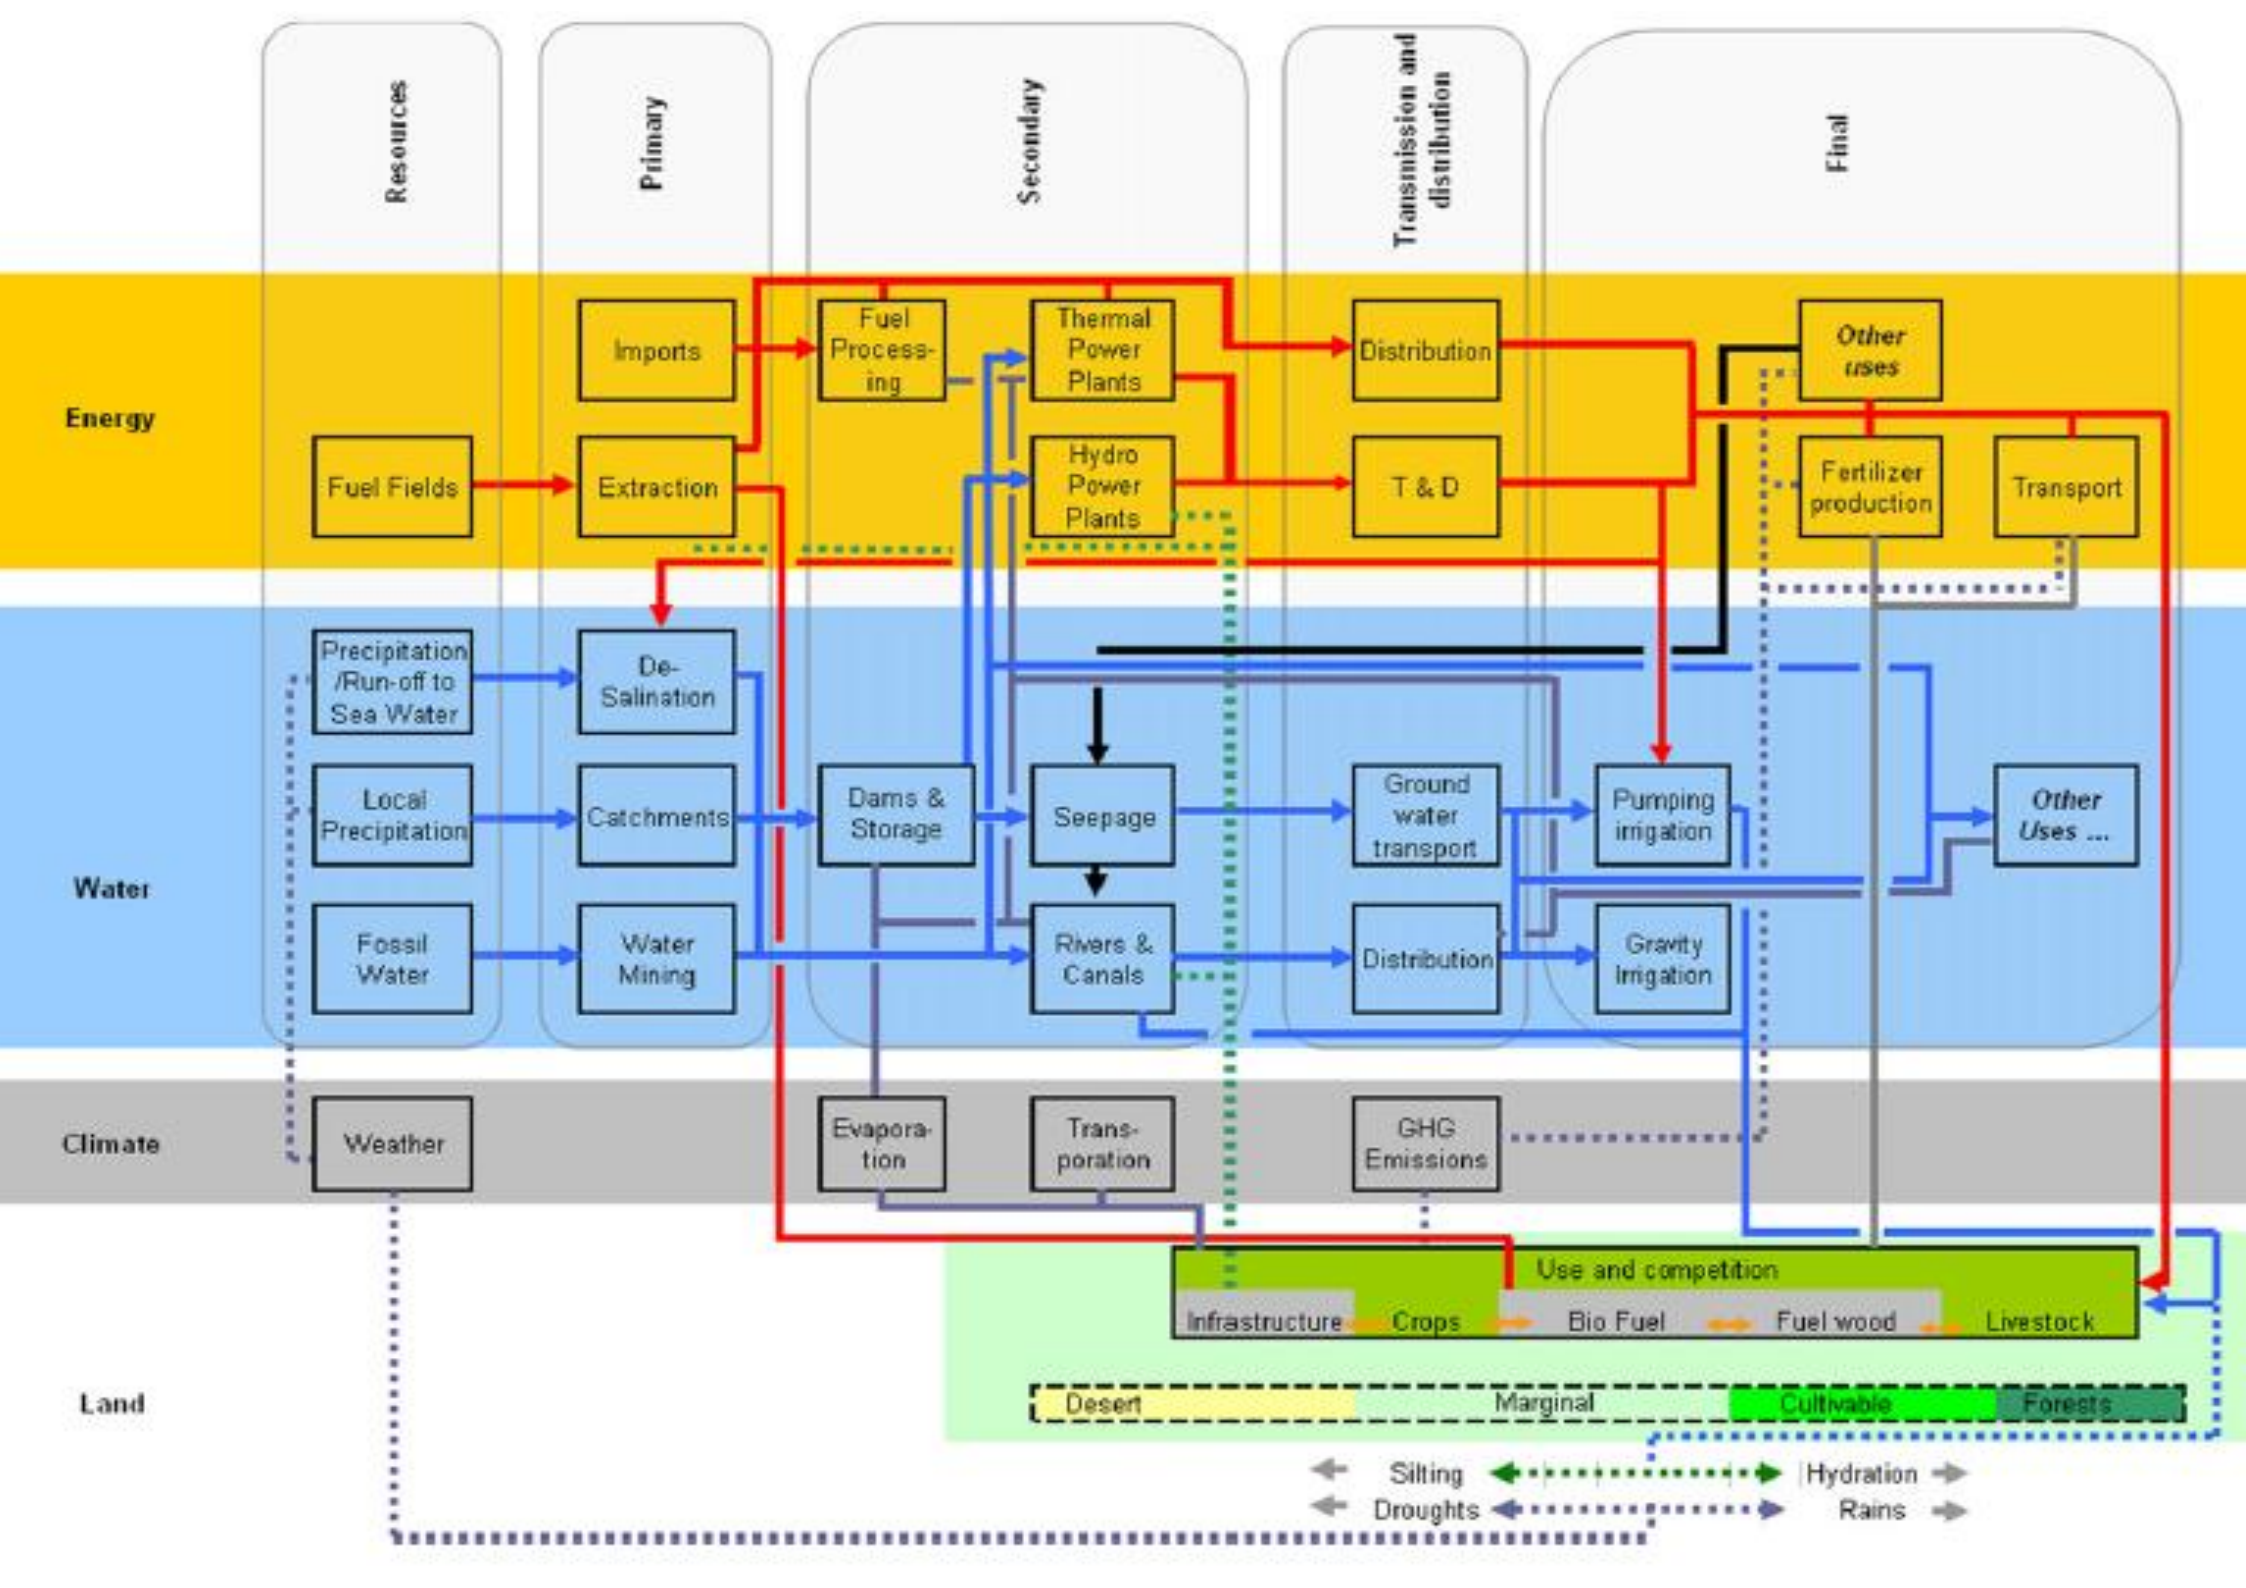 Resources
Primary
Secondary
Transmission and
distribution
Final
Energy
Imports
Fuel
Process-
ing
Thermal
Power
Plants
Distribution
Other
uses
Fuel Fields
Extraction
Hydro
Power
Plants
T & D
Fertilizer
production
Transport
Water
Precipitation
/Run-off to
Sea Water
De-
Salination
Local
Precipitation
Catchments
Dams &
Storage
Seepage
Ground
water
transport
Pumping
irrigation
Other
Uses ...
Fossil
Water
Water
Mining
Rivers &
Canals
Distribution
Gravity
Irrigation
Climate
Weather
Evapora-
tion
Trans-
poration
GHG
Emissions
Land
Use and competition
Infrastructure
Crops
Bio Fuel
Fuel wood
Livestock
Desert
Marginal
Cultivable
Forests
Silting
Hydration
Droughts
Rains